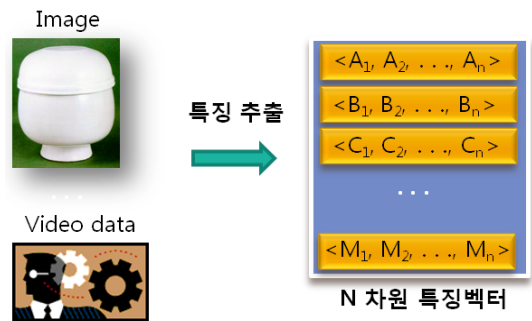 Image
. . .
Video data
특징 추출
<A1, A2, . . ., An>
<B1, B2, . . ., Bn>
<C1, C2, . . ., Cn>
. . .
<M1, M2, . . ., Mn>
N 차원 특징벡터